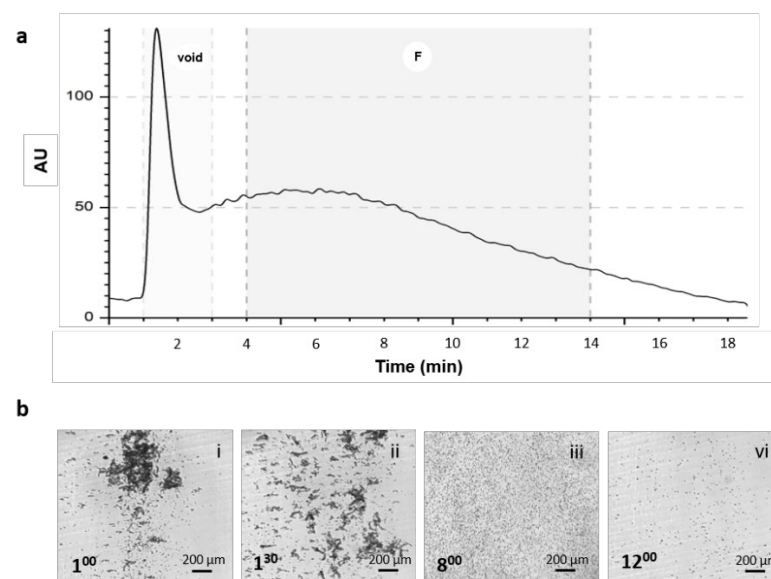 a
void
F
100
50
0
AU
2 4 6 8 10 12 14 16 18
Time (min)
b
i
ii
iii
vi
1⁰⁰ 200 µm
1³⁰ 200 µm
8⁰⁰ 200 µm
12⁰⁰ 200 µm